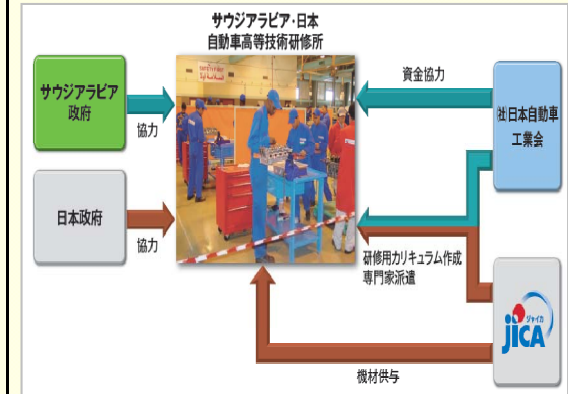 サウジアラビア・日本
自動車高等技術研修所
サウジアラビア
政府
協力
資金協力
(社)日本自動車
工業会
日本政府
協力
研修用カリキュラム作成
専門家派遣
ジャイカ
jICA
機材供与